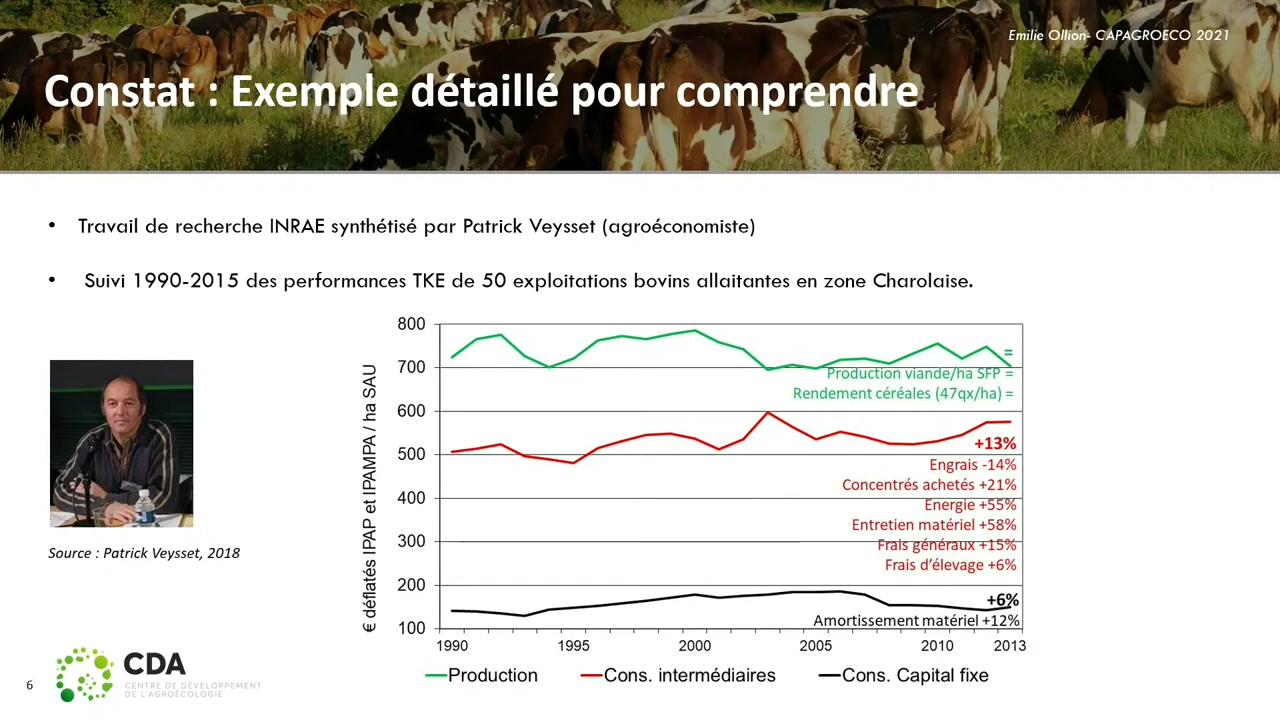 Emilie Ollion- CAPAGROECO 2021
Constat : Exemple détaillé pour comprendre
• Travail de recherche INRAE synthétisé par Patrick Veysset (agroéconomiste)
• Suivi 1990-2015 des performances TKE de 50 exploitations bovins allaitantes en zone Charolaise.
Source : Patrick Veysset, 2018
€ déflatés IPAP et IPAMPA / ha SAU
800
700
600
500
400
300
200
100
=
Production viande/ha SFP =
Rendement céréales (47qx/ha) =
+13%
Engrais -14%
Concentrés achetés +21%
Energie +55%
Entretien matériel +58%
Frais généraux +15%
Frais d’élevage +6%
+6%
Amortissement matériel +12%
1990 1995 2000 2005 2010 2013
Production Cons. intermédiaires Cons. Capital fixe
6
CDA
CENTRE DE DÉVELOPPEMENT
DE L'AGROÉCOLOGIE